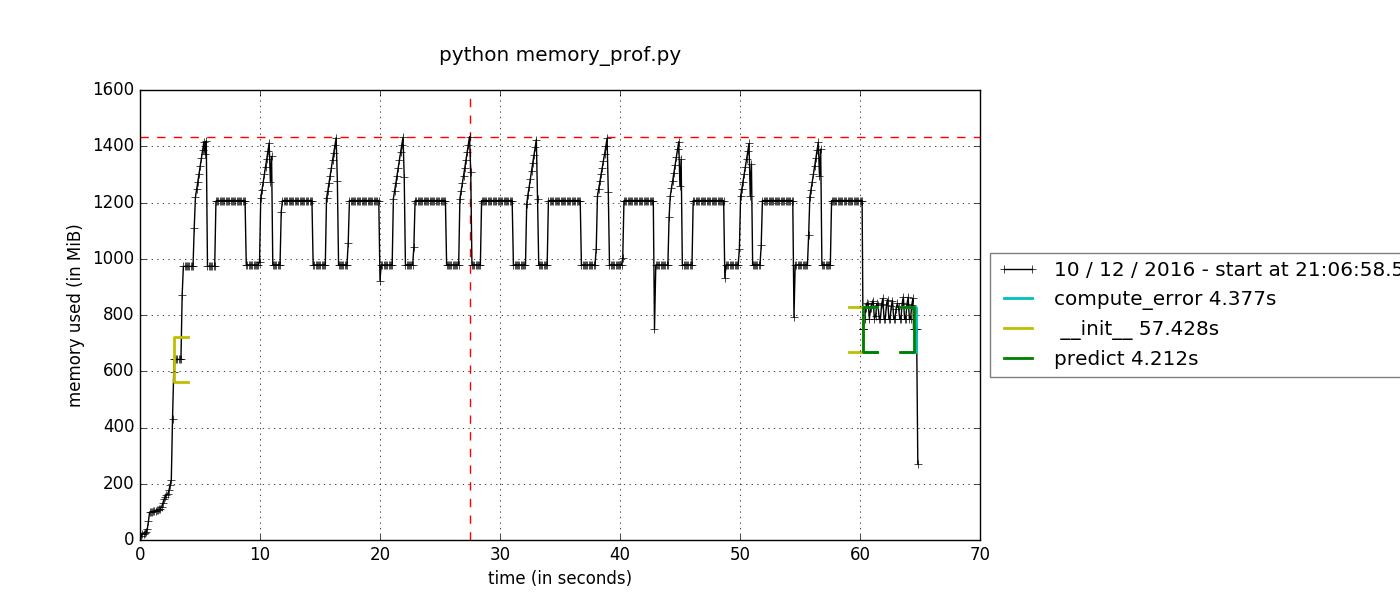 python memory_prof.py
memory used (in MiB)
1600
1400
1200
1000
800
600
400
200
0
0 10 20 30 40 50 60 70
time (in seconds)
10 / 12 / 2016 - start at 21:06:58.5
compute_error 4.377s
__init__ 57.428s
predict 4.212s